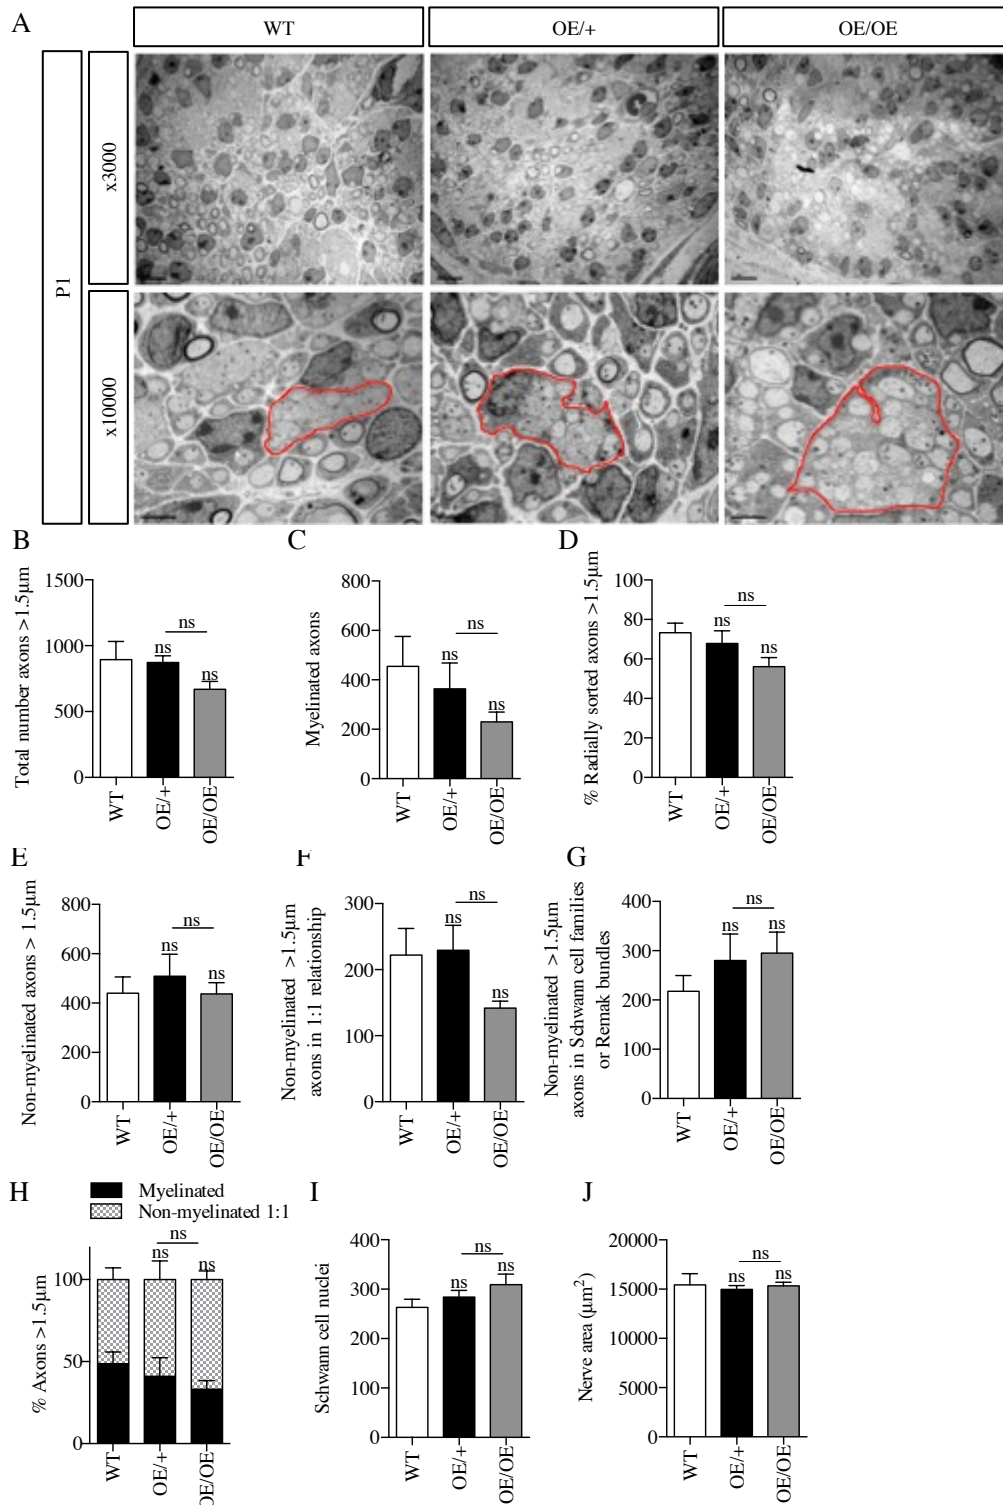 A
WT
OE/+
OE/OE
P1
x3000
x10000
B
Total number axons >1.5µm
1500
1000
500
0
ns
ns
ns
WT
OE/+
OE/OE
C
Myelinated axons
800
600
400
200
0
ns
ns
ns
WT
OE/+
OE/OE
D
% Radially sorted axons >1.5µm
100
80
60
40
20
0
ns
ns
ns
WT
OE/+
OE/OE
E
Non-myelinated axons > 1.5µm
800
600
400
200
0
ns
ns
ns
WT
OE/+
OE/OE
F
Non-myelinated >1.5µm
axons in 1:1 relationship
300
200
100
0
ns
ns
ns
WT
OE/+
OE/OE
G
Non-myelinated >1.5µm
axons in Schwann cell families
or Remak bundles
400
300
200
100
0
ns
ns
ns
WT
OE/+
OE/OE
H
Myelinated
Non-myelinated 1:1
% Axons >1.5µm
100
50
0
ns
ns
ns
WT
OE/+
OE/OE
I
Schwann cell nuclei
400
300
200
100
0
ns
ns
ns
WT
OE/+
OE/OE
J
Nerve area (µm²)
20000
15000
10000
5000
0
ns
ns
ns
WT
OE/+
OE/OE